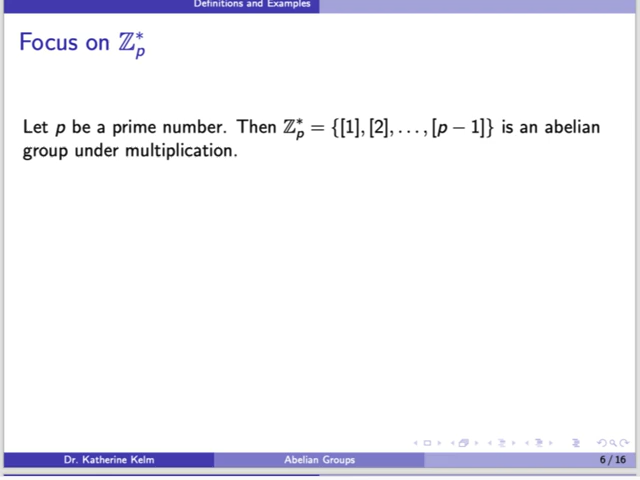 Definitions and Examples
Focus on ℤ*ₚ
Let p be a prime number. Then ℤ*ₚ = {[1], [2], . . . , [p − 1]} is an abelian
group under multiplication.
Dr. Katherine Kelm Abelian Groups 6 / 16